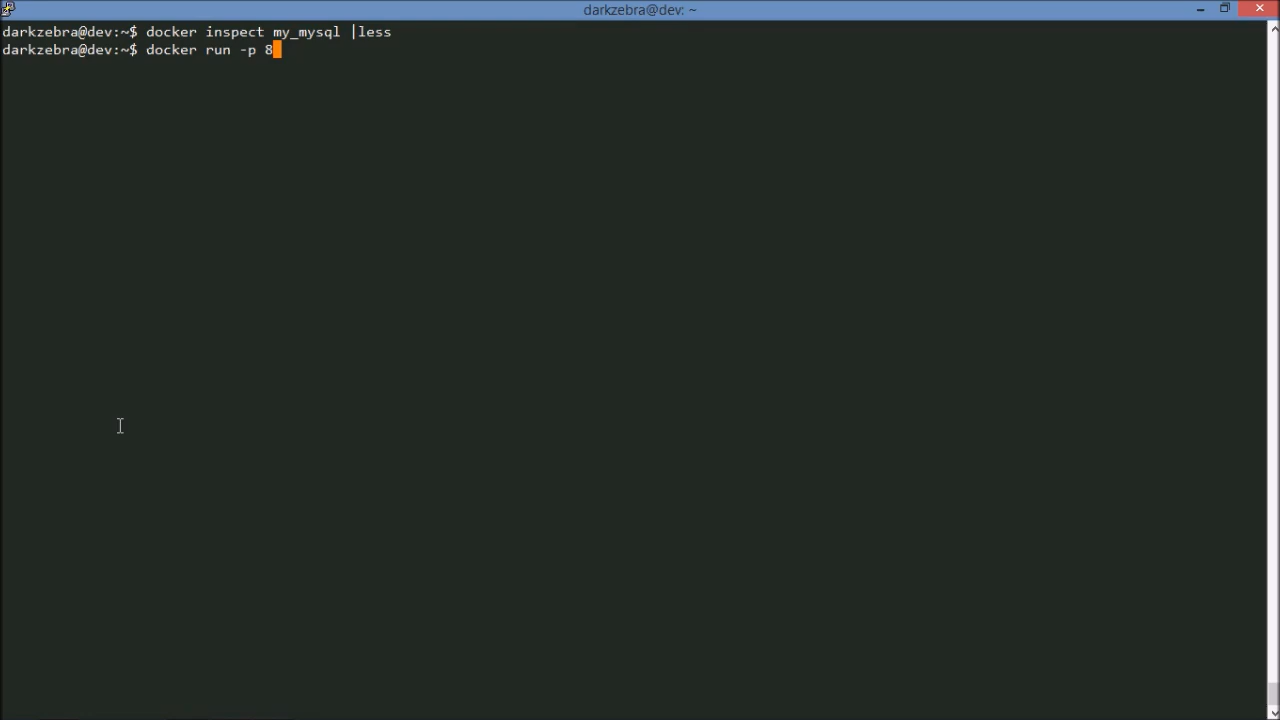 darkzebra@dev: ~
darkzebra@dev:~$ docker inspect my_mysql |less
darkzebra@dev:~$ docker run -p 8